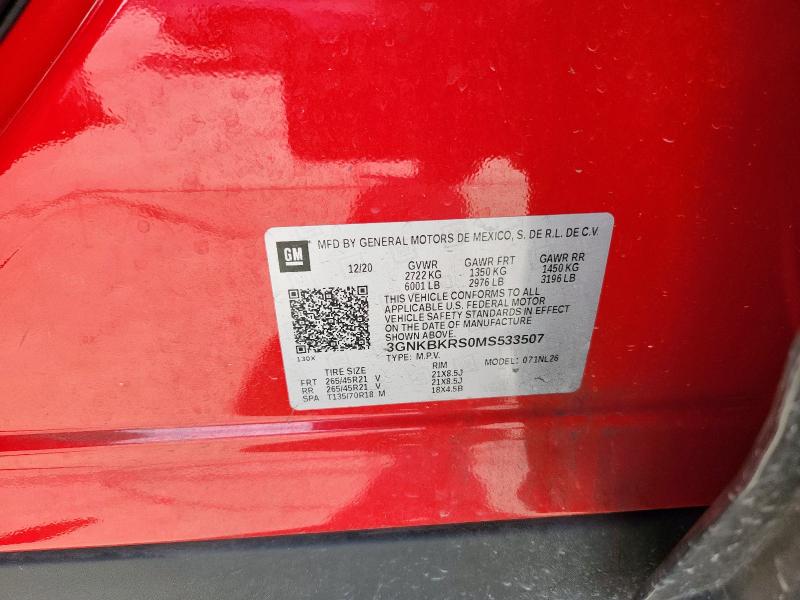 GM
MFD BY GENERAL MOTORS DE MEXICO, S. DE R.L. DE C.V.
12/20 GVWR GAWR FRT GAWR RR
2722 KG 1350 KG 1450 KG
6001 LB 2976 LB 3196 LB
THIS VEHICLE CONFORMS TO ALL
APPLICABLE U.S. FEDERAL MOTOR
VEHICLE SAFETY STANDARDS IN EFFECT
ON THE DATE OF MANUFACTURE
SHOWN ABOVE.
3GNKBKRS0MS533507
130X
TYPE: M.P.V. MODEL: 071NL26
TIRE SIZE RIM
FRT 265/45R21 V 21X8.5J
RR 265/45R21 V 21X8.5J
SPA T135/70R18 M 18X4.5B